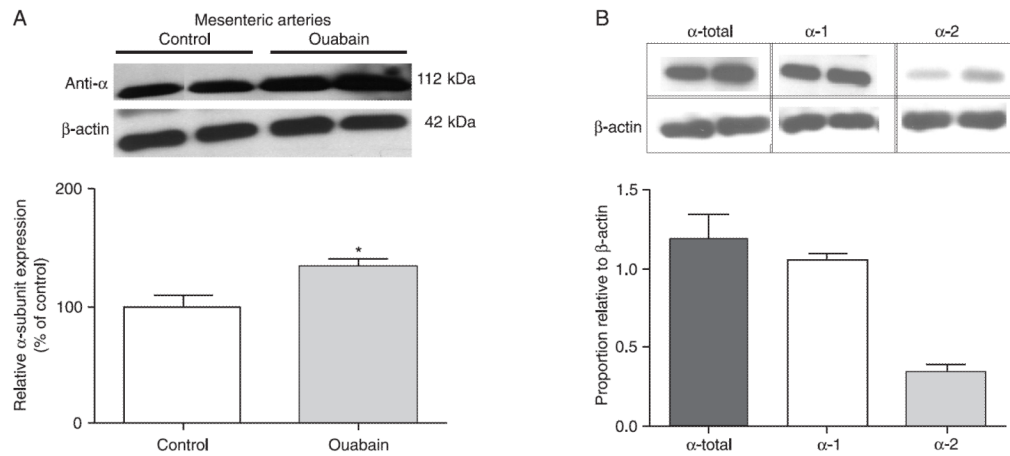 A
Mesenteric arteries
Control Ouabain
Anti-α 112 kDa
β-actin 42 kDa
Relative α-subunit expression
(% of control)
200
100
0
*
Control Ouabain
B
α-total α-1 α-2
β-actin
Proportion relative to β-actin
1.5
1.0
0.5
0.0
α-total α-1 α-2